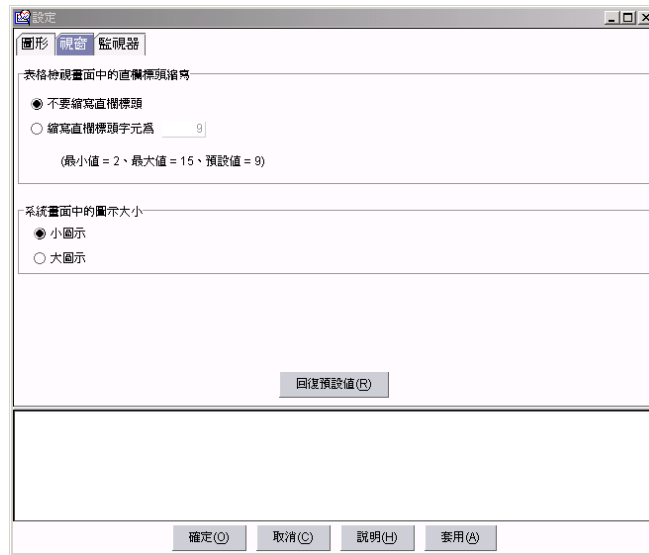 設定
圖形 視窗 監視器
表格檢視畫面中的直欄標頭縮寫
不要縮寫直欄標頭
縮寫直欄標頭字元為 9
(最小值 = 2、最大值 = 15、預設值 = 9)
系統畫面中的圖示大小
小圖示
大圖示
回復預設值(R)
確定(O) 取消(C) 說明(H) 套用(A)